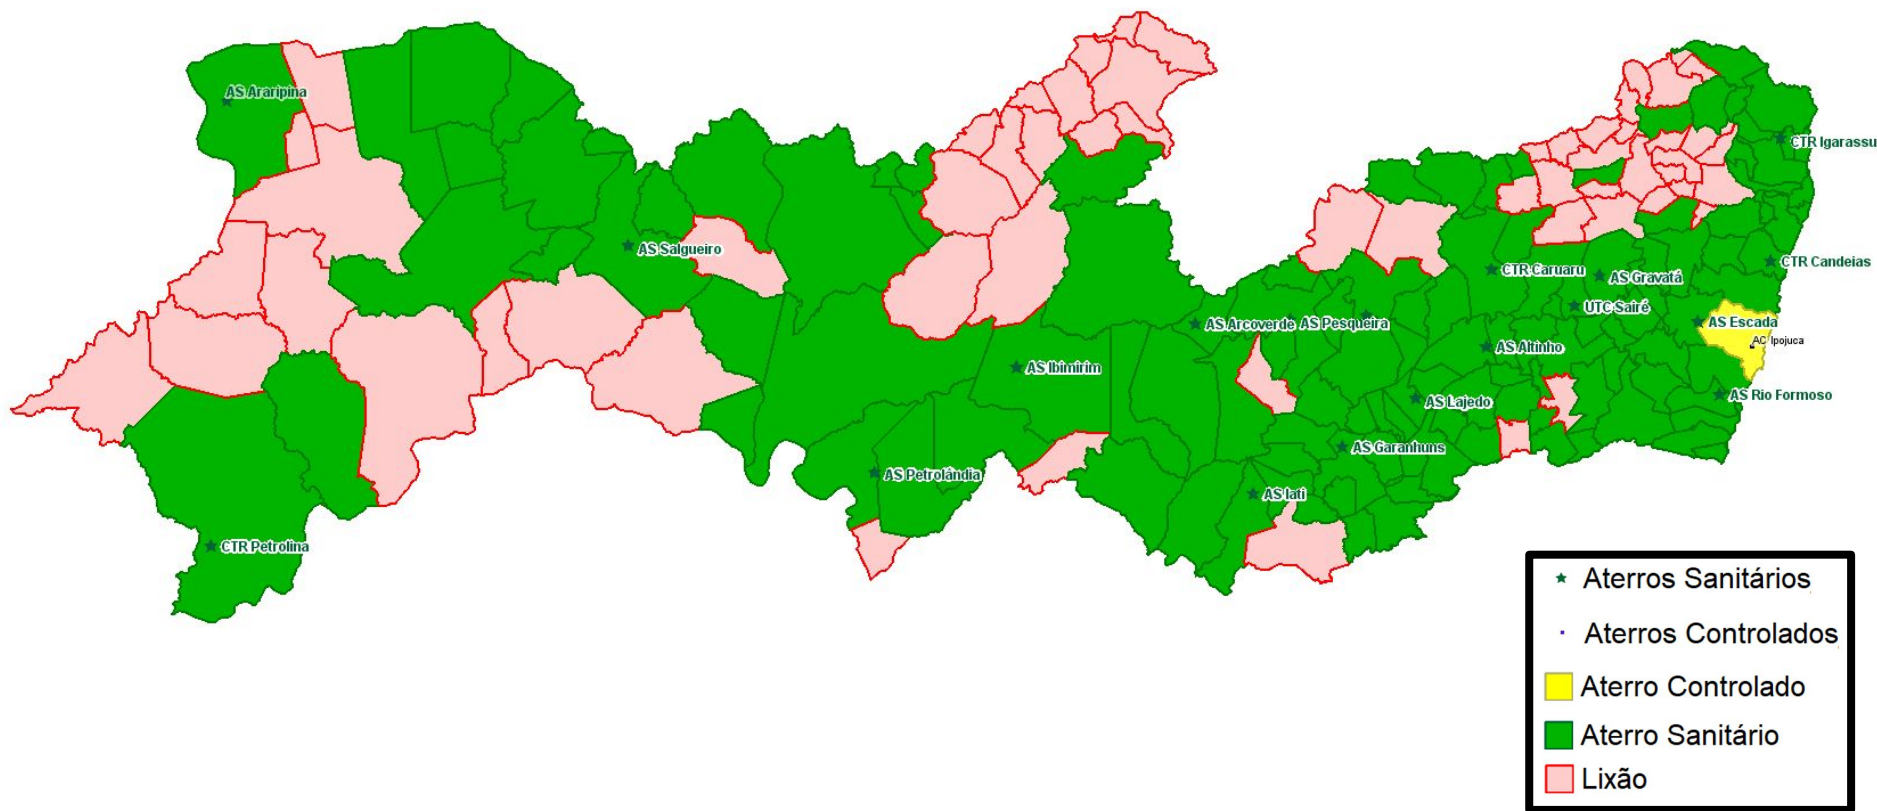 AS Araripina
CTR Igarassu
AS Salgueiro
CTR Candeias
CTR Caruaru
AS Gravatá
UTC Sairé
AS Arcoverde
AS Pesqueira
AS Escada
AC Ipojuca
AS Altinho
AS Ibimirim
AS Rio Formoso
AS Lajedo
AS Garanhuns
AS Petrolândia
AS Iati
CTR Petrolina
Aterros Sanitários
Aterros Controlados
Aterro Controlado
Aterro Sanitário
Lixão